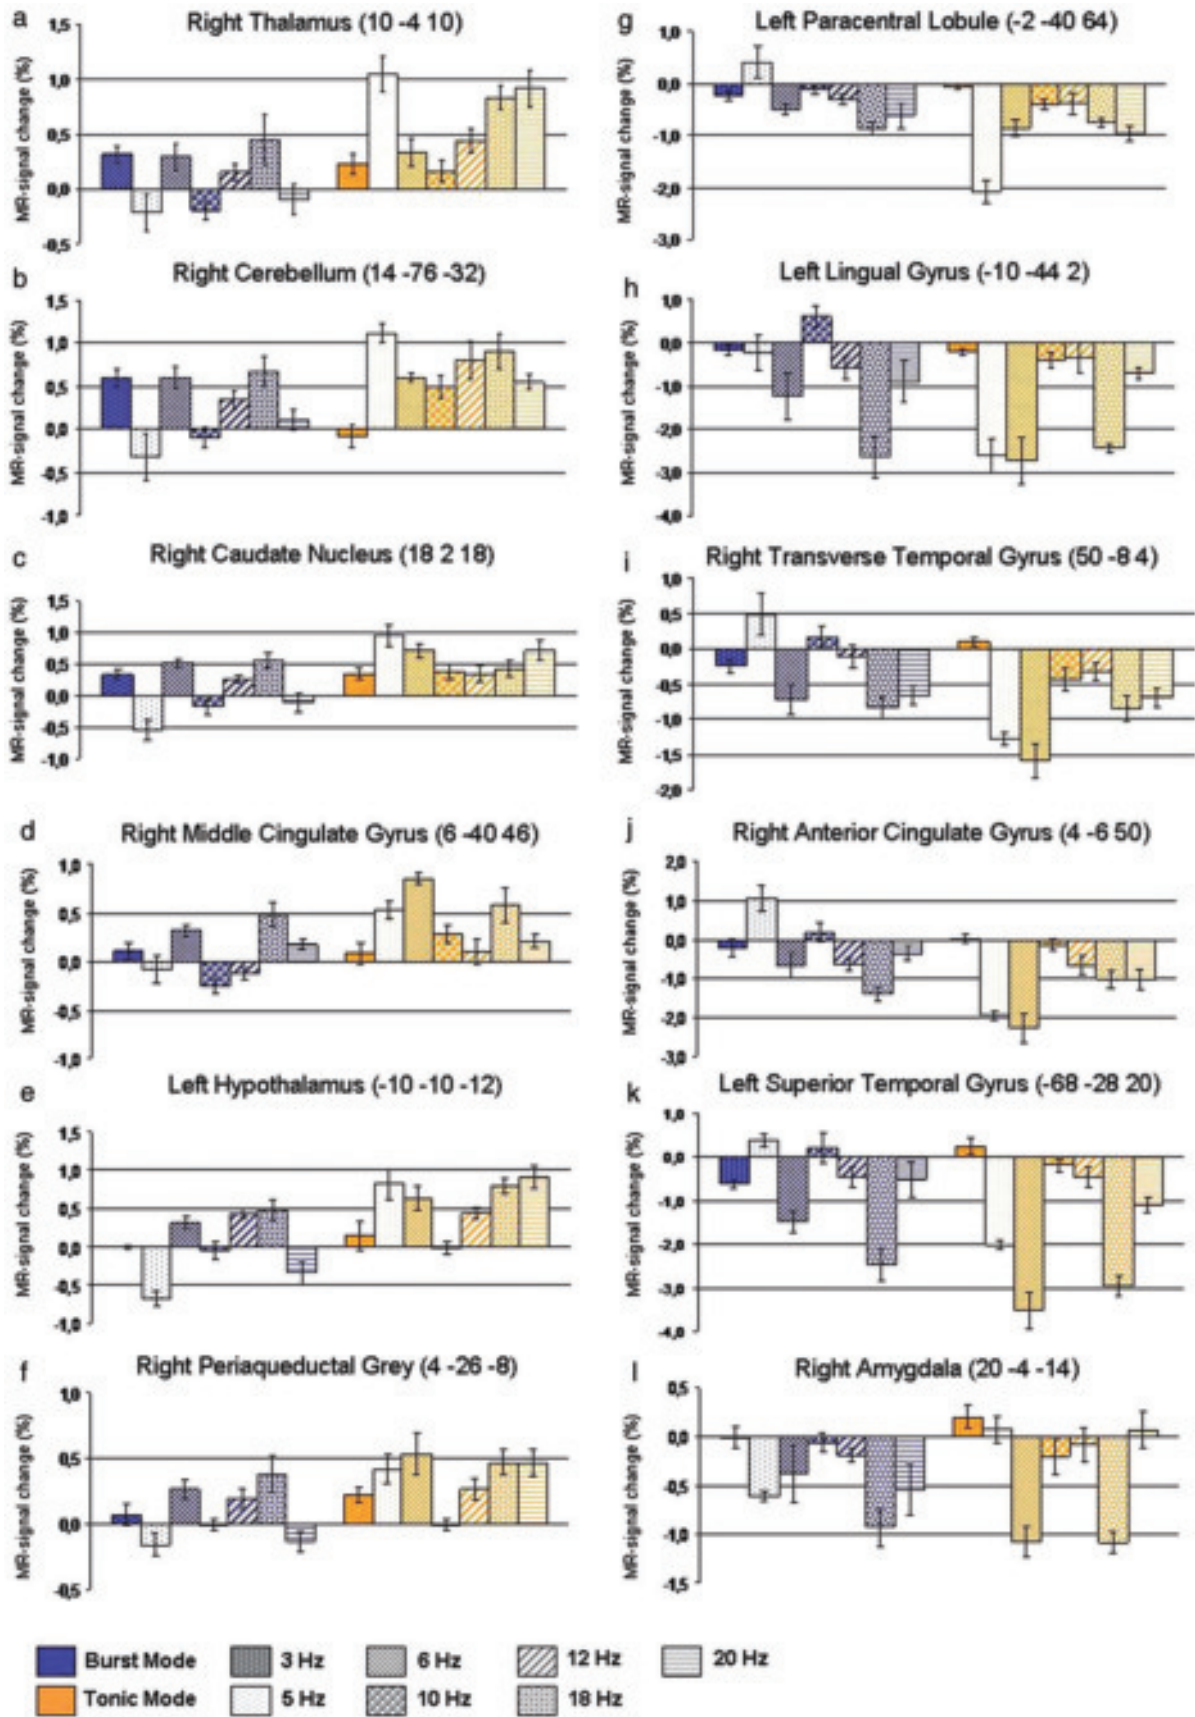 a
Right Thalamus (10 -4 10)
MR-signal change (%)
1,5
1,0
0,5
0,0
-0,5
b
Right Cerebellum (14 -76 -32)
MR-signal change (%)
1,5
1,0
0,5
0,0
-0,5
-1,0
c
Right Caudate Nucleus (18 2 18)
MR-signal change (%)
1,5
1,0
0,5
0,0
-0,5
-1,0
d
Right Middle Cingulate Gyrus (6 -40 46)
MR-signal change (%)
1,0
0,5
0,0
-0,5
-1,0
e
Left Hypothalamus (-10 -10 -12)
MR-signal change (%)
1,5
1,0
0,5
0,0
-0,5
-1,0
f
Right Periaqueductal Grey (4 -26 -8)
MR-signal change (%)
1,0
0,5
0,0
-0,5
g
Left Paracentral Lobule (-2 -40 64)
MR-signal change (%)
1,0
0,0
-1,0
-2,0
-3,0
h
Left Lingual Gyrus (-10 -44 2)
MR-signal change (%)
1,0
0,0
-1,0
-2,0
-3,0
-4,0
i
Right Transverse Temporal Gyrus (50 -8 4)
MR-signal change (%)
1,0
0,5
0,0
-0,5
-1,0
-1,5
-2,0
j
Right Anterior Cingulate Gyrus (4 -6 50)
MR-signal change (%)
2,0
1,0
0,0
-1,0
-2,0
-3,0
k
Left Superior Temporal Gyrus (-68 -28 20)
MR-signal change (%)
1,0
0,0
-1,0
-2,0
-3,0
-4,0
l
Right Amygdala (20 -4 -14)
MR-signal change (%)
0,5
0,0
-0,5
-1,0
-1,5
Burst Mode 3 Hz 6 Hz 12 Hz 20 Hz
Tonic Mode 5 Hz 10 Hz 18 Hz